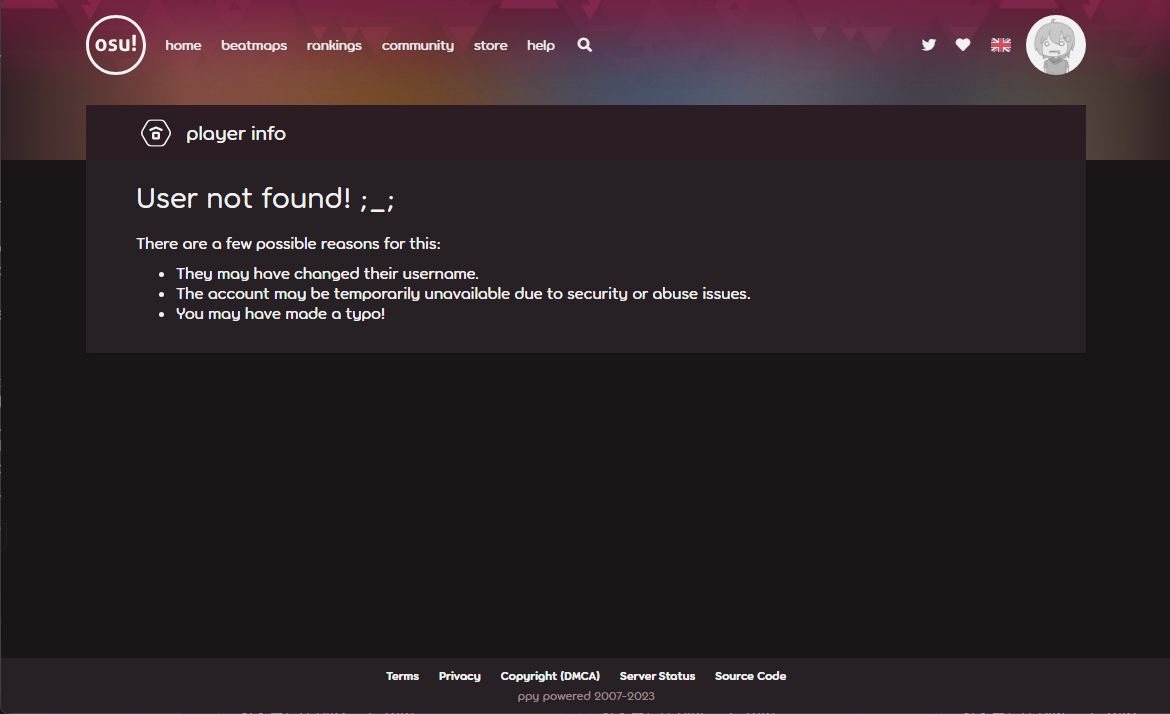 osu!
home beatmaps rankings community store help
player info
User not found! ;_;
There are a few possible reasons for this:
They may have changed their username.
The account may be temporarily unavailable due to security or abuse issues.
You may have made a typo!
Terms Privacy Copyright (DMCA) Server Status Source Code
ppy powered 2007-2023